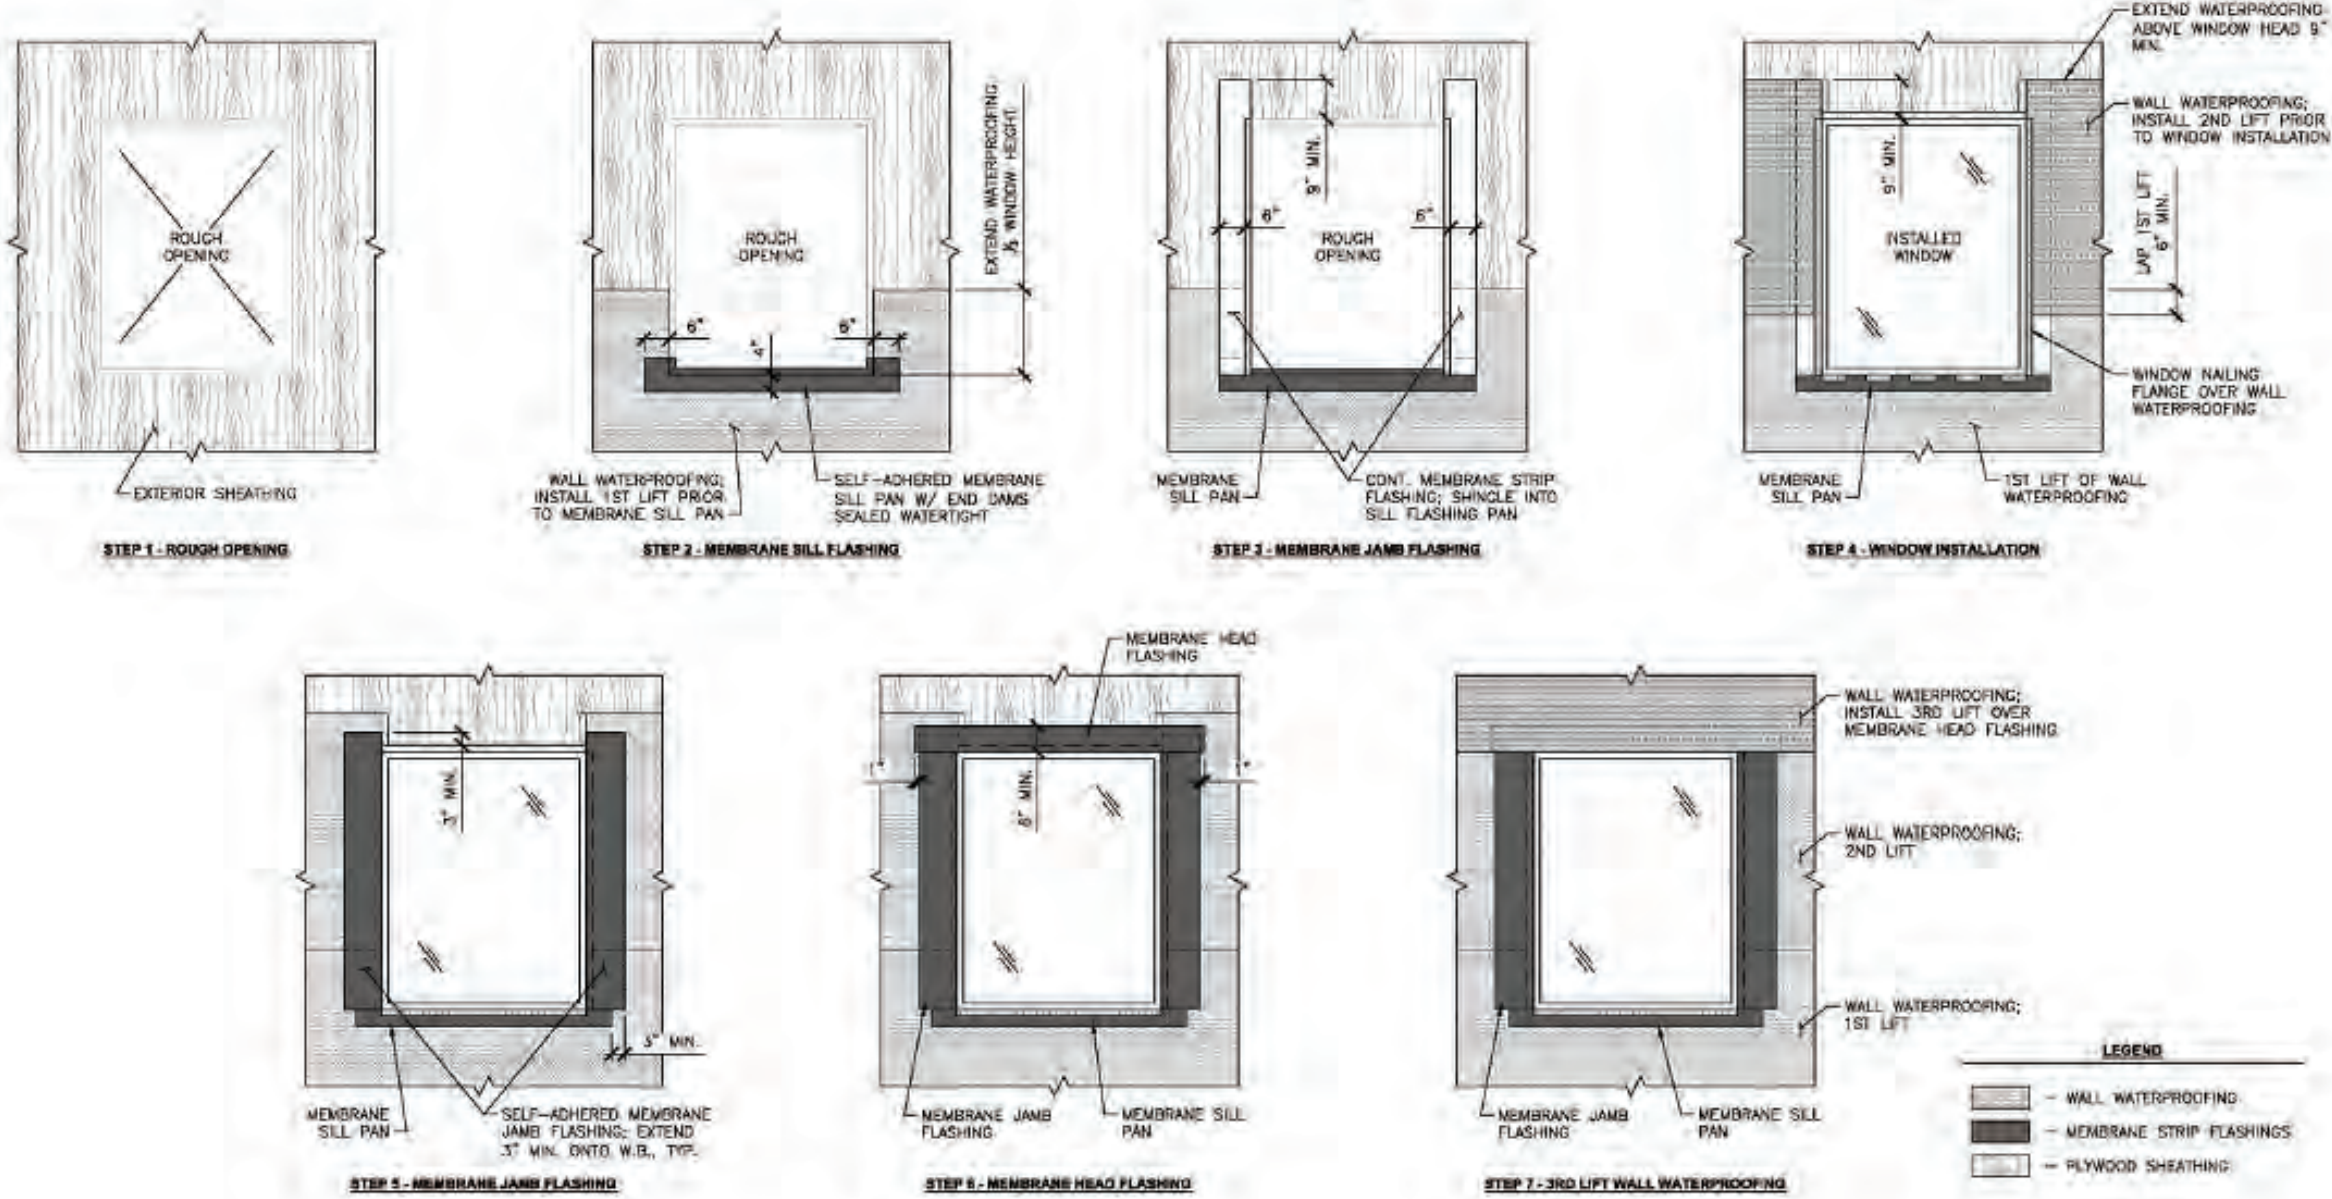 EXTEND WATERPROOFING
ABOVE WINDOW HEAD 9"
MIN.
WALL WATERPROOFING;
INSTALL 2ND LIFT PRIOR
TO WINDOW INSTALLATION
LAP 1ST LIFT
6" MIN.
WINDOW NAILING
FLANGE OVER WALL
WATERPROOFING
ROUGH
OPENING
EXTERIOR SHEATHING
STEP 1 - ROUGH OPENING
ROUGH
OPENING
EXTEND WATERPROOFING
WINDOW HEIGHT
6"
6"
4"
WALL WATERPROOFING;
INSTALL 1ST LIFT PRIOR
TO MEMBRANE SILL PAN
SELF-ADHERED MEMBRANE
SILL PAN W/ END DAMS
SEALED WATERTIGHT
STEP 2 - MEMBRANE SILL FLASHING
9" MIN.
6"
6"
ROUGH
OPENING
MEMBRANE
SILL PAN
CONT. MEMBRANE STRIP
FLASHING; SHINGLE INTO
SILL FLASHING PAN
STEP 3 - MEMBRANE JAMB FLASHING
9" MIN.
INSTALLED
WINDOW
MEMBRANE
SILL PAN
1ST LIFT OF WALL
WATERPROOFING
STEP 4 - WINDOW INSTALLATION
3" MIN.
3" MIN.
MEMBRANE
SILL PAN
SELF-ADHERED MEMBRANE
JAMB FLASHING; EXTEND
3" MIN. ONTO W.B., TYP.
STEP 5 - MEMBRANE JAMB FLASHING
MEMBRANE HEAD
FLASHING
1"
1"
6" MIN.
MEMBRANE JAMB
FLASHING
MEMBRANE SILL
PAN
STEP 6 - MEMBRANE HEAD FLASHING
WALL WATERPROOFING;
INSTALL 3RD LIFT OVER
MEMBRANE HEAD FLASHING
WALL WATERPROOFING;
2ND LIFT
WALL WATERPROOFING;
1ST LIFT
MEMBRANE JAMB
FLASHING
MEMBRANE SILL
PAN
STEP 7 - 3RD LIFT WALL WATERPROOFING
LEGEND
- WALL WATERPROOFING
- MEMBRANE STRIP FLASHINGS
- PLYWOOD SHEATHING